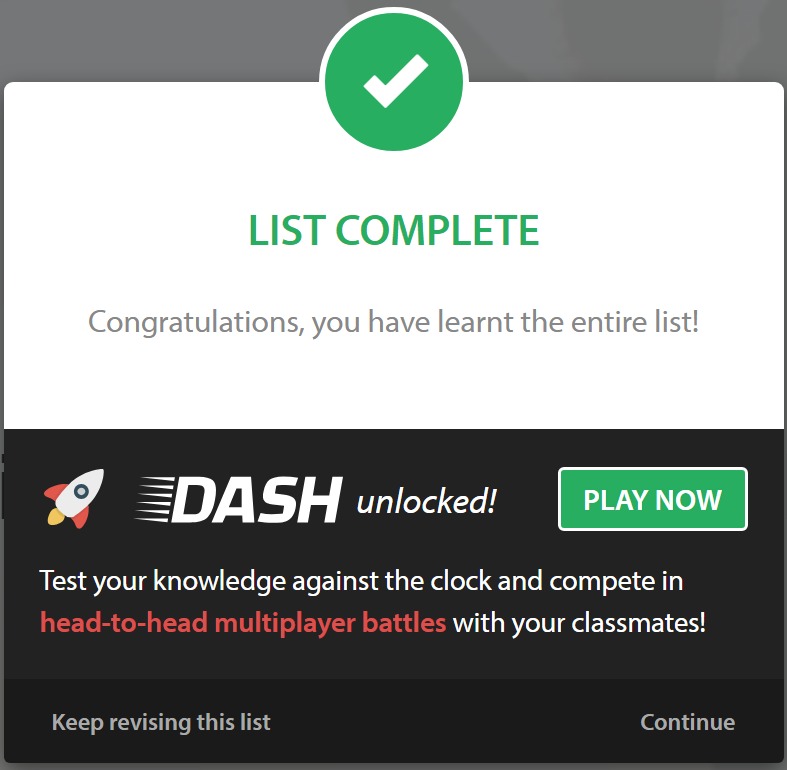 LIST COMPLETE
Congratulations, you have learnt the entire list!
DASH unlocked!
PLAY NOW
Test your knowledge against the clock and compete in
head-to-head multiplayer battles with your classmates!
Keep revising this list
Continue